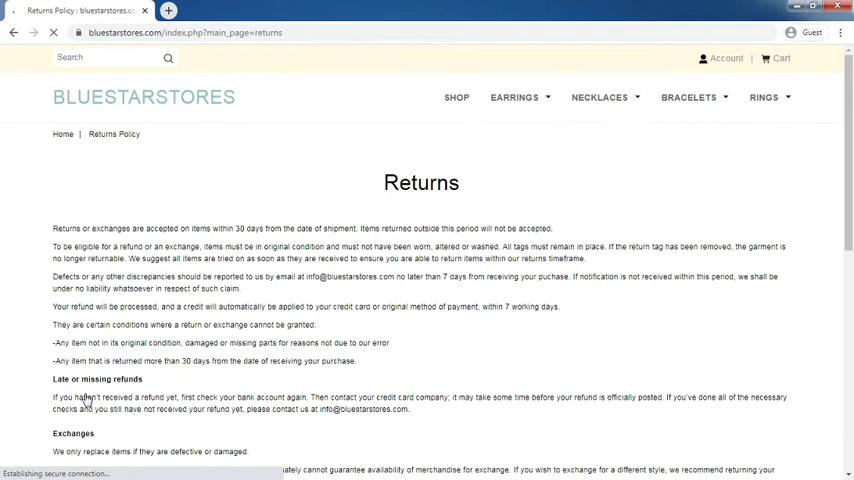 Returns Policy : bluestarstores.com
bluestarstores.com/index.php?main_page=returns
Guest
Search
Account | Cart
BLUESTARSTORES
SHOP EARRINGS NECKLACES BRACELETS RINGS
Home | Returns Policy
Returns
Returns or exchanges are accepted on items within 30 days from the date of shipment. Items returned outside this period will not be accepted.
To be eligible for a refund or an exchange, items must be in original condition and must not have been worn, altered or washed. All tags must remain in place. If the return tag has been removed, the garment is
no longer returnable. We suggest all items are tried on as soon as they are received to ensure you are able to return items within our returns timeframe.
Defects or any other discrepancies should be reported to us by email at info@bluestarstores.com no later than 7 days from receiving your puchase. If notification is not received within this period, we shall be
under no liability whatsoever in respect of such claim.
Your refund will be processed, and a credit will automatically be applied to your credit card or original method of payment, within 7 working days.
They are certain conditions where a return or exchange cannot be granted:
-Any item not in its original condition, damaged or missing parts for reasons not due to our error
-Any item that is returned more than 30 days from the date of receiving your purchase.
Late or missing refunds
If you haven't received a refund yet, first check your bank account again. Then contact your credit card company; it may take some time before your refund is officially posted. If you've done all of the necessary
checks and you still have not received your refund yet, please contact us at info@bluestarstores.com.
Exchanges
We only replace items if they are defective or damaged.
cannot guarantee availability of merchandise for exchange. If you wish to exchange for a different style, we recommend returning your
Establishing secure connection...